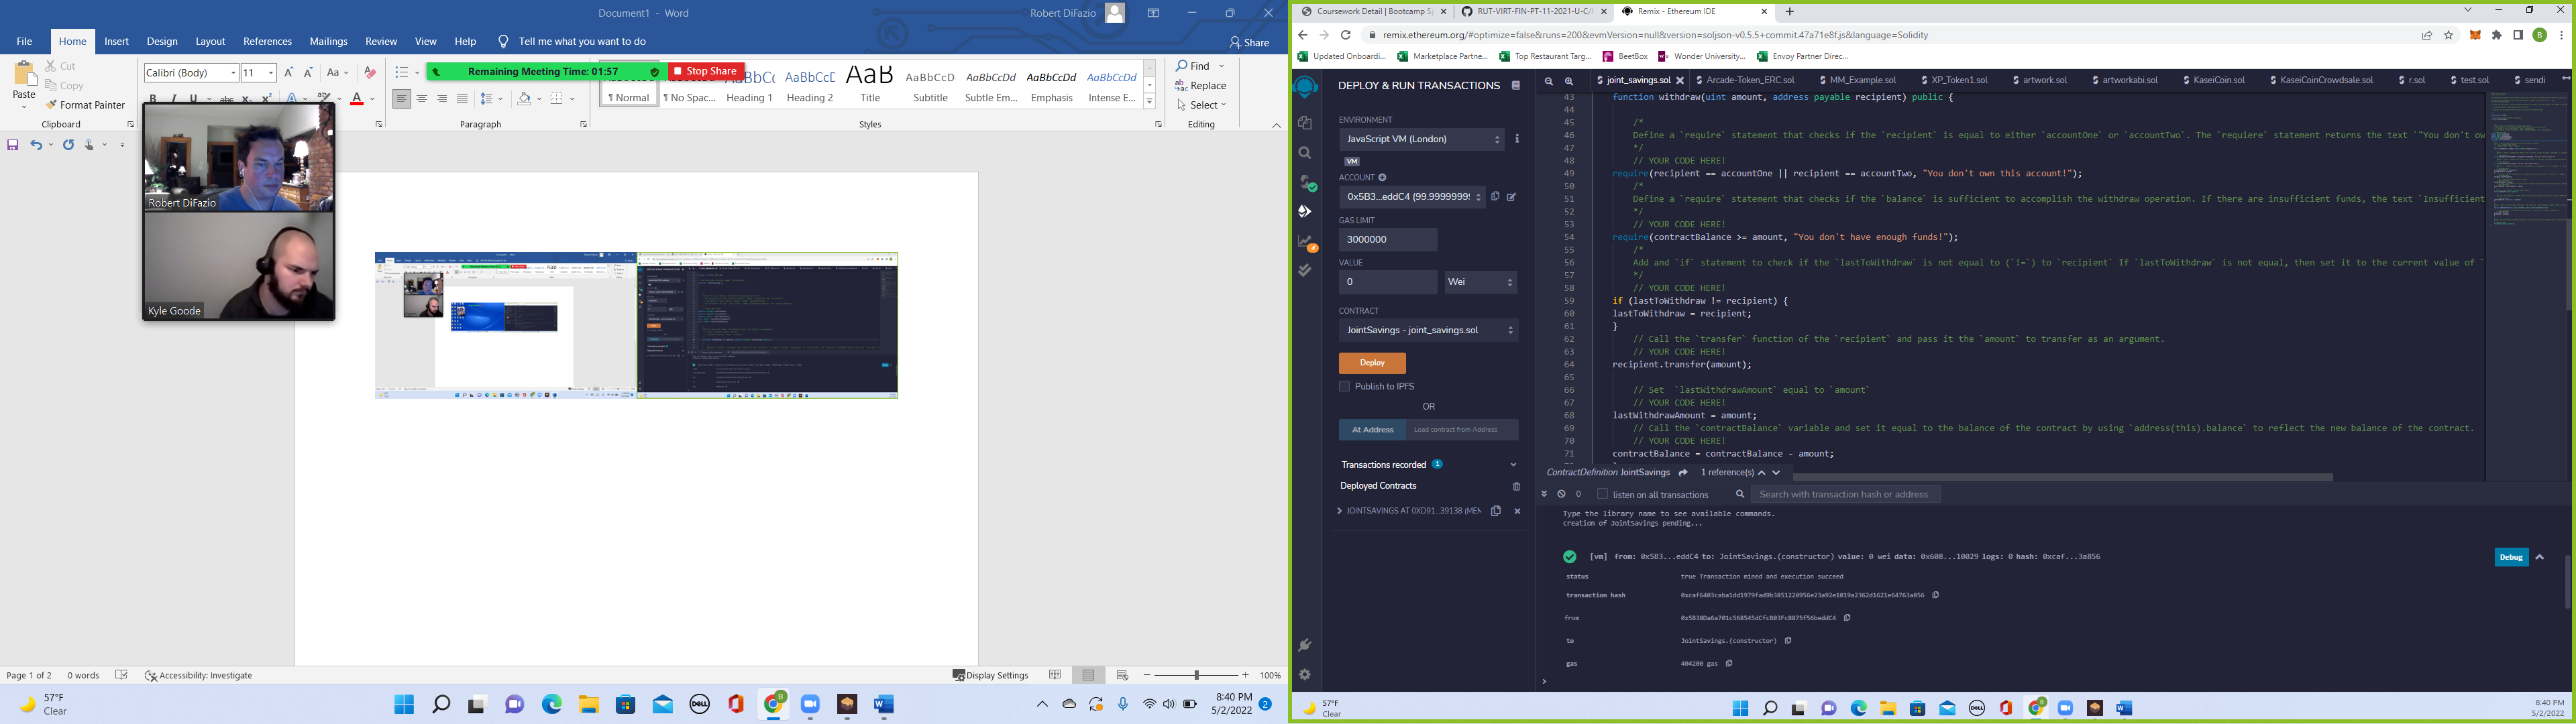 Document1 - Word
Robert DiFazio
File Home Insert Design Layout References Mailings Review View Help Tell me what you want to do
Share
Cut
Copy
Paste
Format Painter
Clipboard
Calibri (Body) 11
Remaining Meeting Time: 01:57 Stop Share
Paragraph
AaB AaBbCcD AaBbCcDd AaBbCcDd AaBbCcDd
¶ Normal ¶ No Spac... Heading 1 Heading 2 Title Subtitle Subtle Em... Emphasis Intense E...
Styles
Find
Replace
Select
Editing
Robert DiFazio
Kyle Goode
Page 1 of 2 0 words Accessibility: Investigate
Display Settings 100%
57°F
Clear
8:40 PM
5/2/2022
2
Coursework Detail | Bootcamp Sp
RUT-VIRT-FIN-PT-11-2021-U-C/
Remix - Ethereum IDE
remix.ethereum.org/#optimize=false&runs=200&evmVersion=null&version=soljson-v0.5.5+commit.47a71e8f.js&language=Solidity
Updated Onboardi... Marketplace Partne... Top Restaurant Targ... BeetBox Wonder University... Envoy Partner Direc...
DEPLOY & RUN TRANSACTIONS
ENVIRONMENT
JavaScript VM (London)
VM
ACCOUNT
0x5B3...eddC4 (99.9999999
GAS LIMIT
3000000
VALUE
0 Wei
CONTRACT
JointSavings - joint_savings.sol
Deploy
Publish to IPFS
OR
At Address Load contract from Address
Transactions recorded 1
Deployed Contracts
JOINTSAVINGS AT 0XD91...39138 (MEM
joint_savings.sol Arcade-Token_ERC.sol MM_Example.sol XP_Token1.sol artwork.sol artworkabi.sol KaseiCoin.sol KaseiCoinCrowdsale.sol r.sol test.sol sendi
43 function withdraw(uint amount, address payable recipient) public {
44
45 /*
46 Define a `require` statement that checks if the `recipient` is equal to either `accountOne` or `accountTwo`. The `requiere` statement returns the text `"You don't ow
47 */
48 // YOUR CODE HERE!
49 require(recipient == accountOne || recipient == accountTwo, "You don't own this account!");
50 /*
51 Define a `require` statement that checks if the `balance` is sufficient to accomplish the withdraw operation. If there are insufficient funds, the text `Insufficient
52 */
53 // YOUR CODE HERE!
54 require(contractBalance >= amount, "You don't have enough funds!");
55 /*
56 Add and `if` statement to check if the `lastToWithdraw` is not equal to (`!=`) to `recipient` If `lastToWithdraw` is not equal, then set it to the current value of `
57 */
58 // YOUR CODE HERE!
59 if (lastToWithdraw != recipient) {
60 lastToWithdraw = recipient;
61 }
62 // Call the `transfer` function of the `recipient` and pass it the `amount` to transfer as an argument.
63 // YOUR CODE HERE!
64 recipient.transfer(amount);
65
66 // Set `lastWithdrawAmount` equal to `amount`
67 // YOUR CODE HERE!
68 lastWithdrawAmount = amount;
69 // Call the `contractBalance` variable and set it equal to the balance of the contract by using `address(this).balance` to reflect the new balance of the contract.
70 // YOUR CODE HERE!
71 contractBalance = contractBalance - amount;
ContractDefinition JointSavings 1 reference(s)
0 listen on all transactions Search with transaction hash or address
Type the library name to see available commands.
creation of JointSavings pending...
[vm] from: 0x5B3...eddC4 to: JointSavings.(constructor) value: 0 wei data: 0x608...10029 logs: 0 hash: 0xcaf...3a856
Debug
status true Transaction mined and execution succeed
transaction hash
from 0x5B38Da6a701c568545dCfcB03FcB875f56beddC4
to JointSavings.(constructor)
gas 404200 gas
57°F
Clear
8:40 PM
5/2/2022